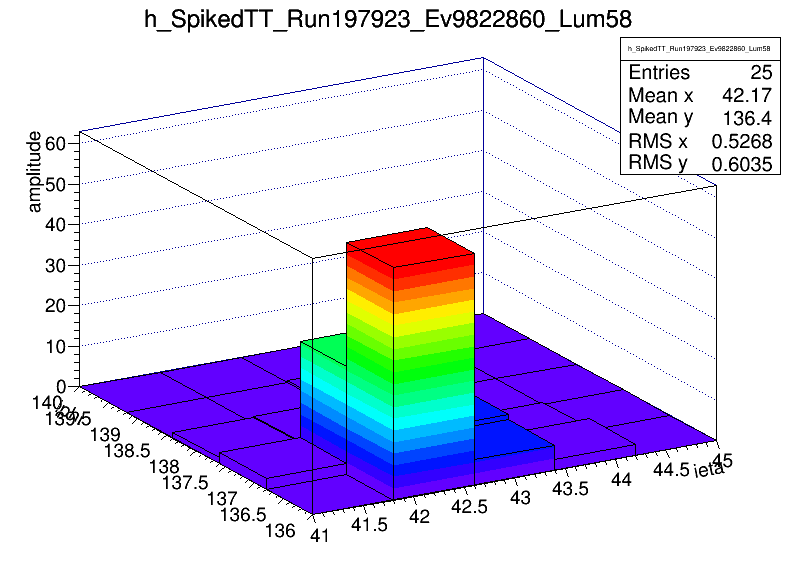 h_SpikedTT_Run197923_Ev9822860_Lum58
h_SpikedTT_Run197923_Ev9822860_Lum58
Entries 25
Mean x 42.17
Mean y 136.4
RMS x 0.5268
RMS y 0.6035
amplitude
60
50
40
30
20
10
0
140
139.5
139
138.5
138
137.5
137
136.5
136
41
41.5
42
42.5
43
43.5
44
44.5
45
ieta